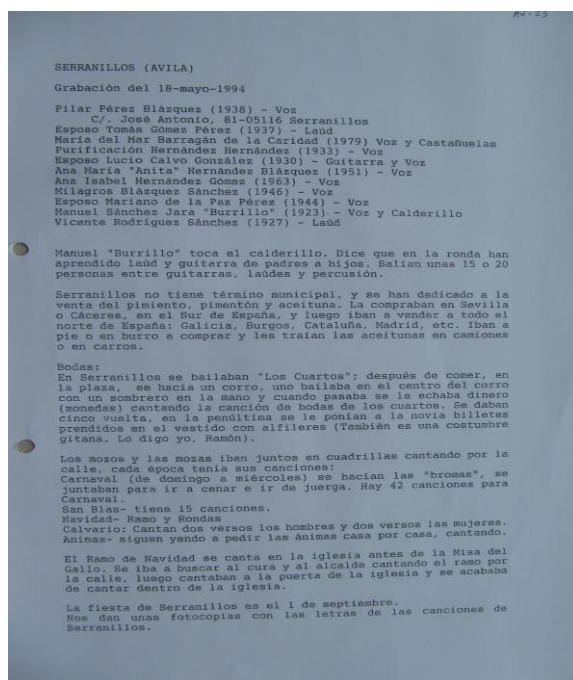 AV-23
SERRANILLOS (AVILA)
Grabación del 18-mayo-1994
Pilar Pérez Blázquez (1938) - Voz
C/. José Antonio, 81-05116 Serranillos
Esposo Tomás Gómez Pérez (1937) - Laúd
María del Mar Barragán de la Caridad (1979) Voz y Castañuelas
Purificación Hernández Hernández (1933) - Voz
Esposo Lucio Calvo González (1930) - Guitarra y Voz
Ana María "Anita" Hernández Blázquez (1951) - Voz
Ana Isabel Hernández Gómez (1963) - Voz
Milagros Blázquez Sánchez (1946) - Voz
Esposo Mariano de la Paz Pérez (1944) - Voz
Manuel Sánchez Jara "Burrillo" (1923) - Voz y Calderillo
Vicente Rodríguez Sánchez (1927) - Laúd
Manuel "Burrillo" toca el calderillo. Dice que en la ronda han
aprendido laúd y guitarra de padres a hijos. Salían unas 15 o 20
personas entre guitarras, laúdes y percusión.
Serranillos no tiene término municipal, y se han dedicado a la
venta del pimiento, pimentón y aceituna. La compraban en Sevilla
o Cáceres, en el Sur de España, y luego iban a vender a todo el
norte de España: Galicia, Burgos, Cataluña, Madrid, etc. Iban a
pie o en burro a comprar y les traían las aceitunas en camiones
o en carros.
Bodas:
En Serranillos se bailaban "Los Cuartos"; después de comer, en
la plaza, se hacía un corro, uno bailaba en el centro del corro
con un sombrero en la mano y cuando pasaba se le echaba dinero
(monedas) cantando la canción de bodas de los cuartos. Se daban
cinco vuelta, en la penúltima se le ponían a la novia billetes
prendidos en el vestido con alfileres (También es una costumbre
gitana. Lo digo yo, Ramón).
Los mozos y las mozas iban juntos en cuadrillas cantando por la
calle, cada época tenía sus canciones:
Carnaval (de domingo a miércoles) se hacían las "bromas", se
juntaban para ir a cenar e ir de juerga. Hay 42 canciones para
Carnaval.
San Blas- tiene 15 canciones.
Navidad- Ramo y Rondas
Calvario: Cantan dos versos los hombres y dos versos las mujeres.
Animas- siguen yendo a pedir las Animas casa por casa, cantando.
El Ramo de Navidad se canta en la iglesia antes de la Misa del
Gallo. Se iba a buscar al cura y al alcalde cantando el ramo por
la calle, luego cantaban a la puerta de la iglesia y se acababa
de cantar dentro de la iglesia.
La fiesta de Serranillos es el 1 de septiembre.
Nos dan unas fotocopias con las letras de las canciones de
Serranillos.